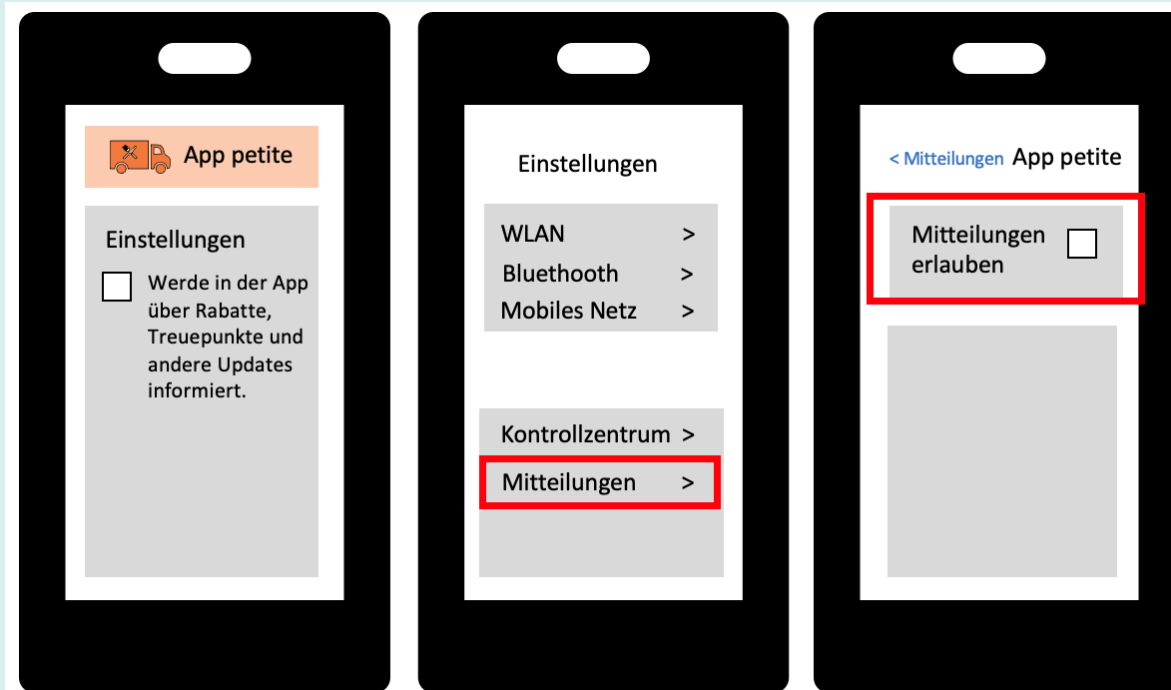 App petite
Einstellungen
Werde in der App
über Rabatte,
Treuepunkte und
andere Updates
informiert.
Einstellungen
WLAN >
Bluethooth >
Mobiles Netz >
Kontrollzentrum >
Mitteilungen >
< Mitteilungen App petite
Mitteilungen
erlauben